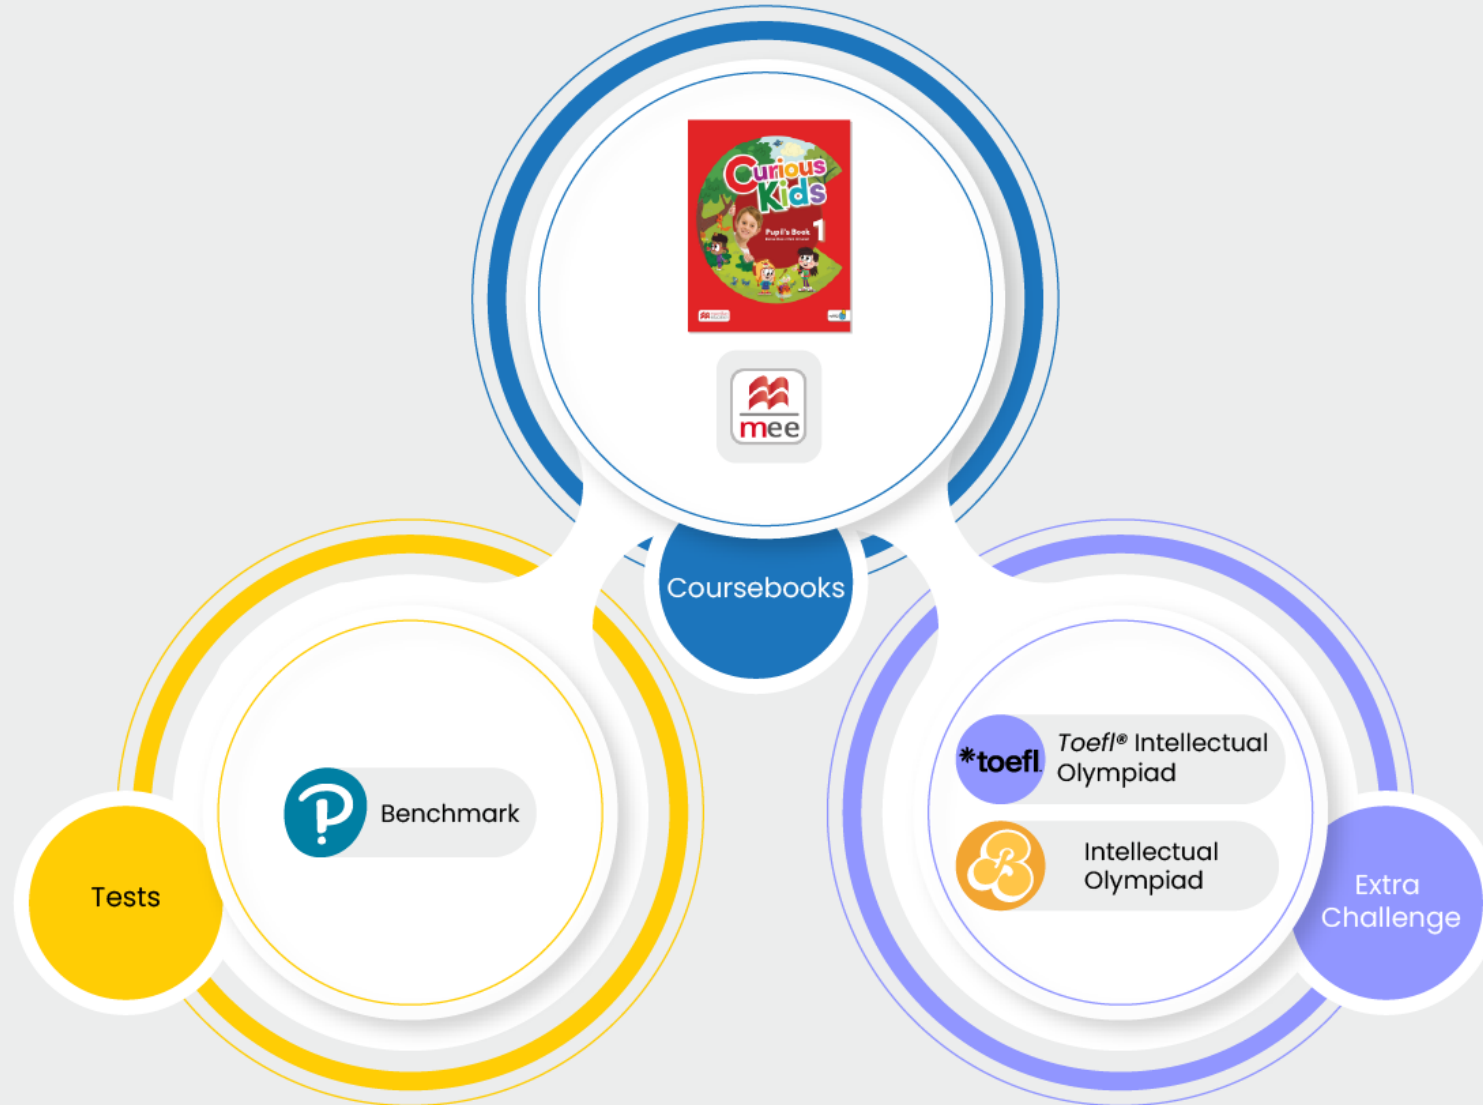 Curious
Kids
Pupil's Book 1
mee
Coursebooks
Benchmark
Tests
*toefl
Toefl® Intellectual
Olympiad
Intellectual
Olympiad
Extra
Challenge